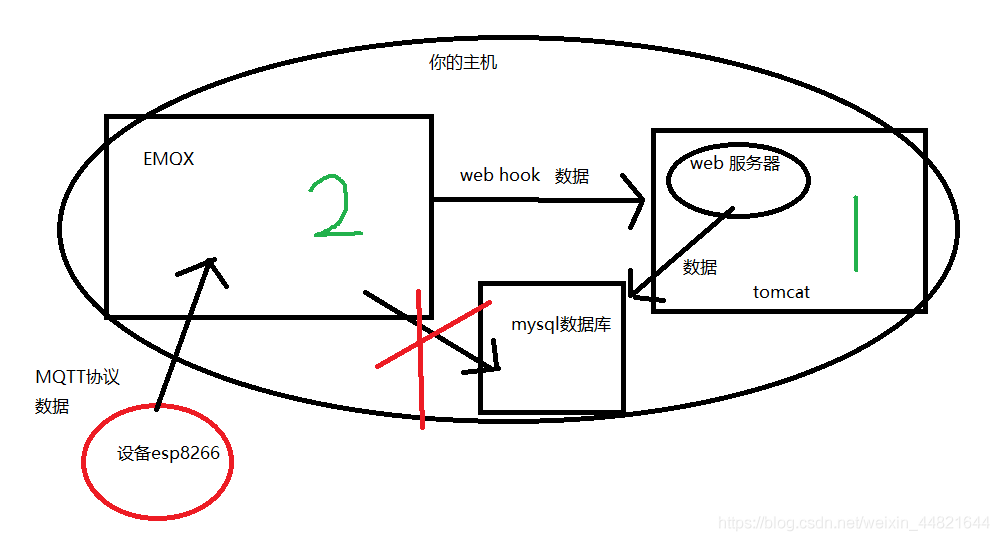 你的主机
EMQX
2
web hook 数据
web 服务器
1
数据
tomcat
mysql数据库
MQTT协议
数据
设备esp8266
https://blog.csdn.net/weixin_44821644